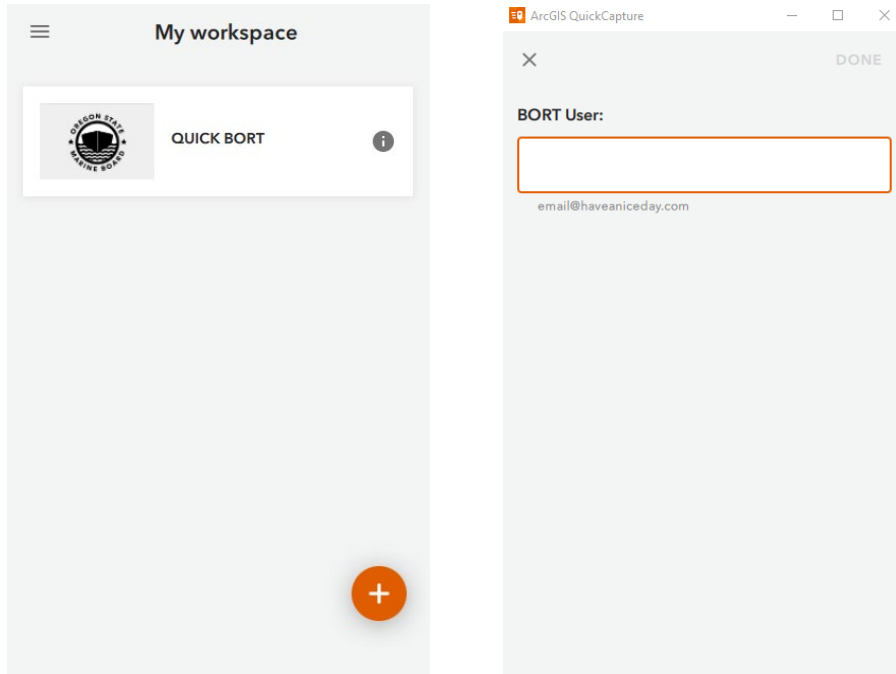 My workspace
OREGON STATE
MARINE BOARD
QUICK BORT
ArcGIS QuickCapture
DONE
BORT User:
email@haveaniceday.com